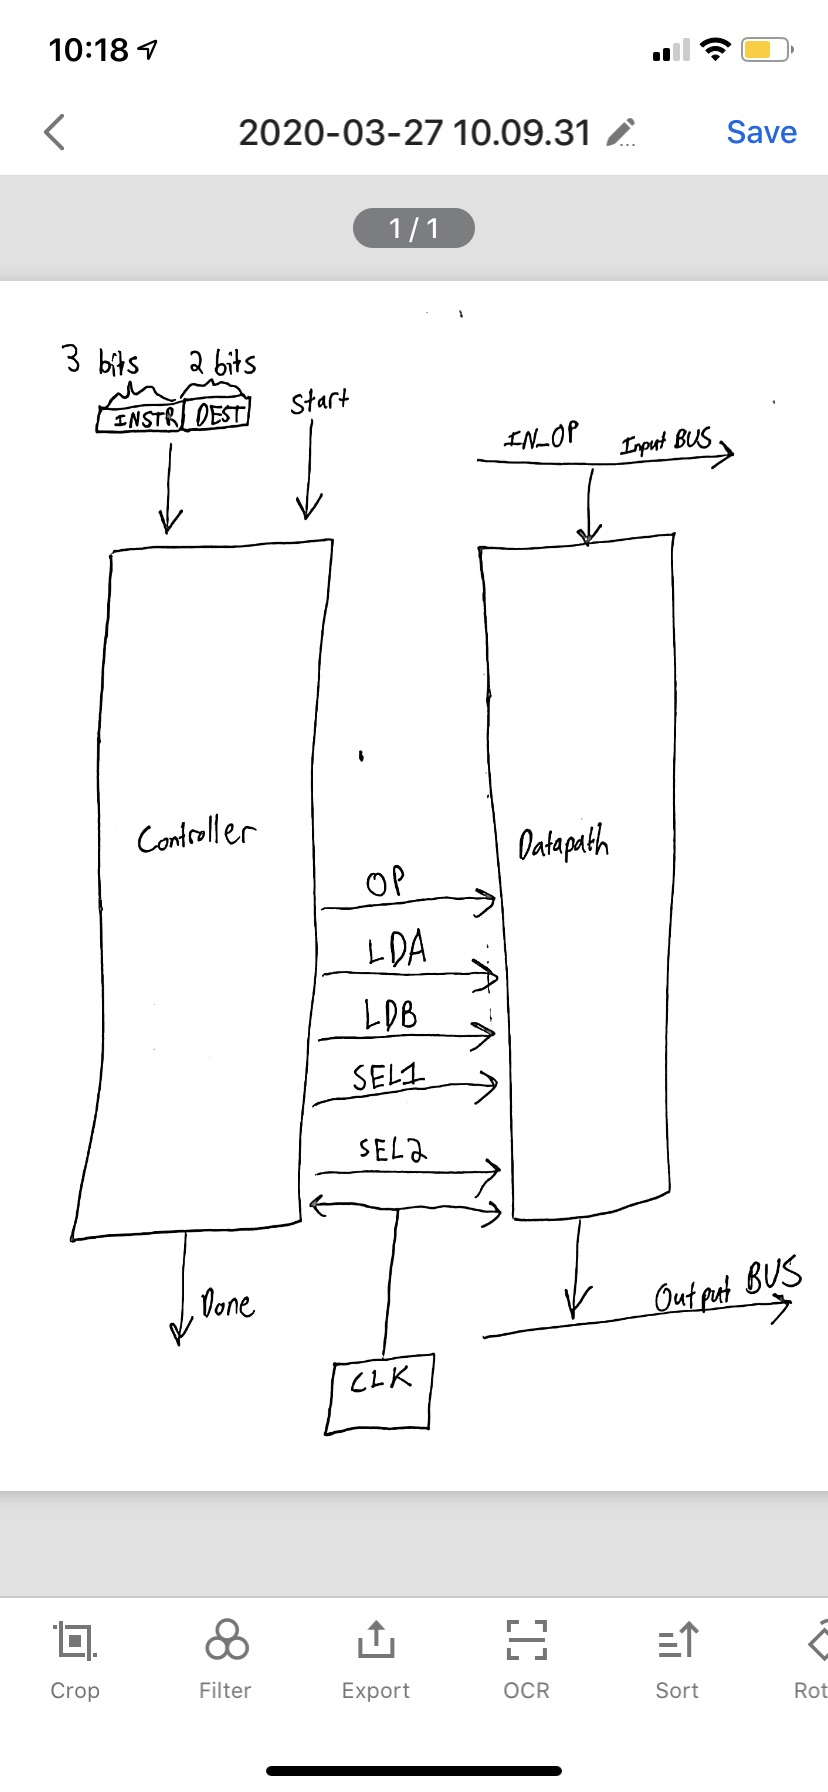 10:18
2020-03-27 10.09.31
Save
1 / 1
3 bits 2 bits
INSTR DEST
Start
IN_OP Input BUS
Controller
Datapath
OP
LDA
LDB
SEL1
SEL2
Done
Output BUS
CLK
Crop
Filter
Export
OCR
Sort
Rot